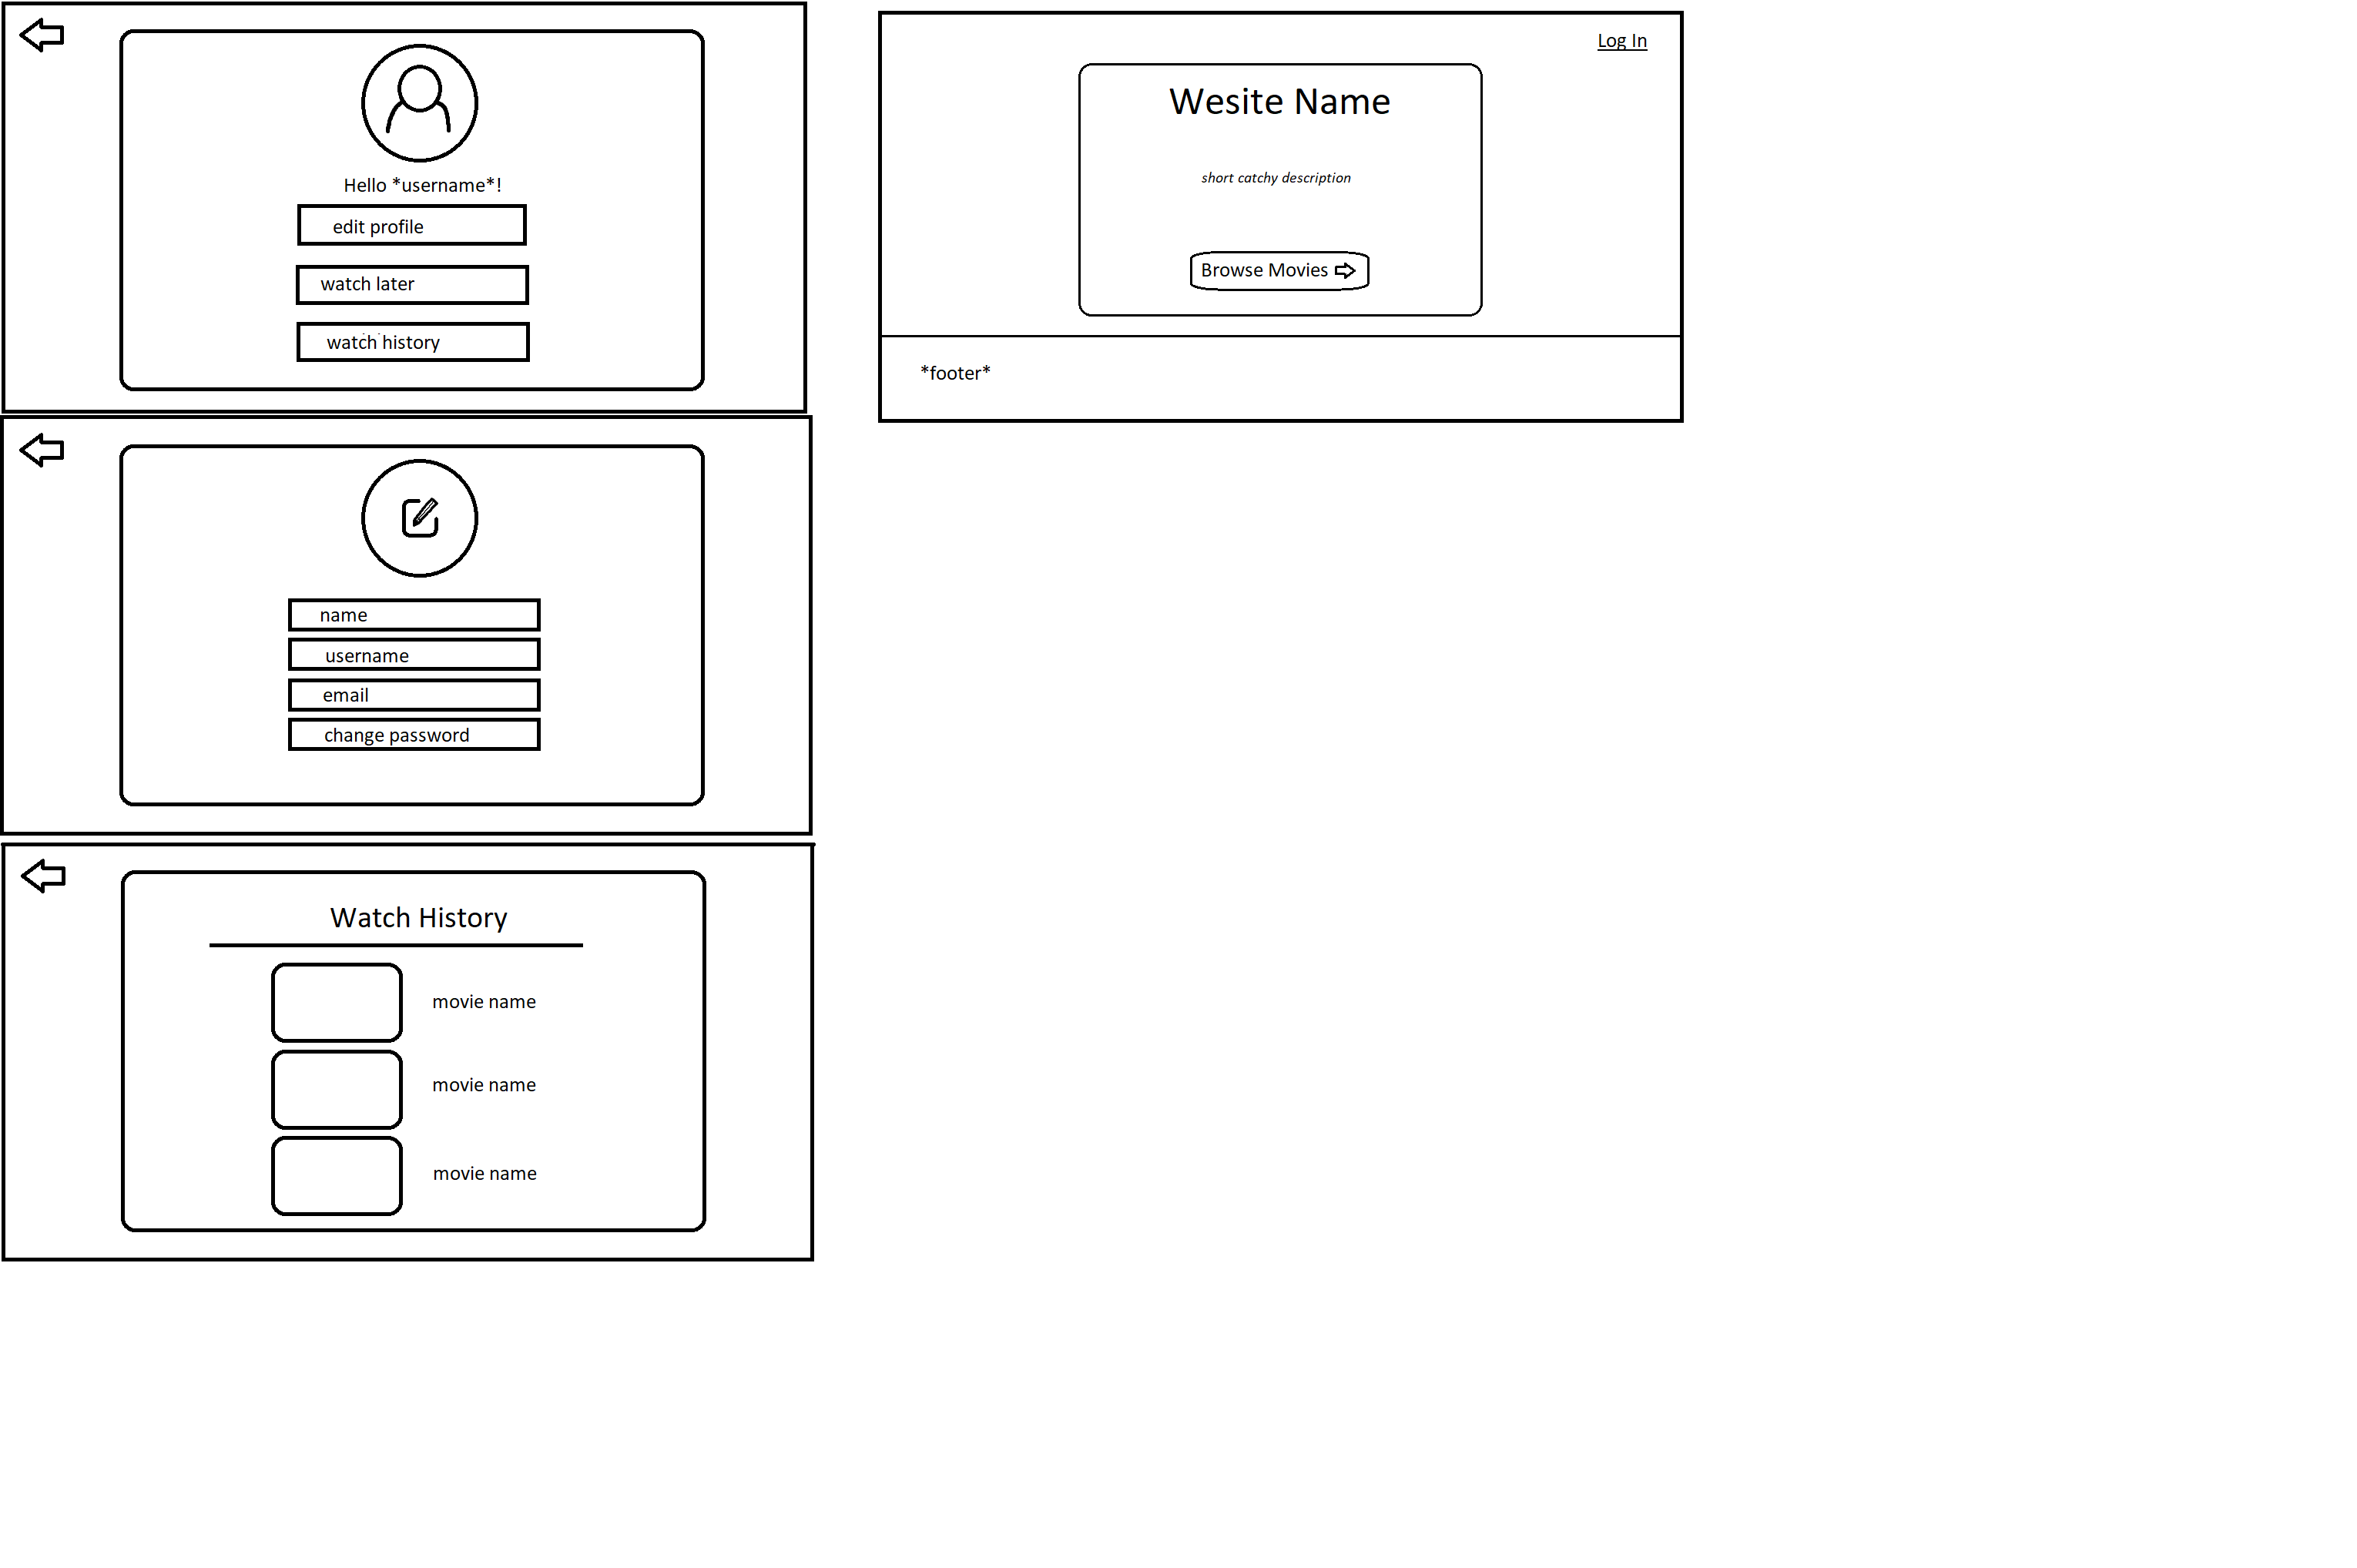 Hello *username*!
edit profile
watch later
watch history
name
username
email
change password
Watch History
movie name
movie name
movie name
Log In
Wesite Name
short catchy description
Browse Movies
*footer*